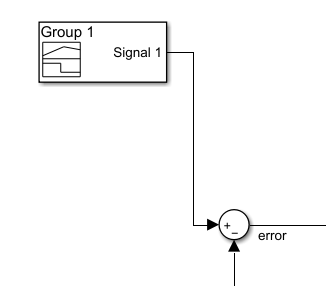 Group 1
Signal 1
+
−
error